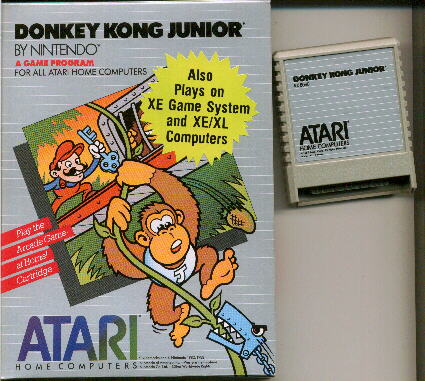 DONKEY KONG JUNIOR
BY NINTENDO®
A GAME PROGRAM
FOR ALL ATARI HOME COMPUTERS
Also
Plays on
XE Game System
and XE/XL
Computers
Play the
Arcade Game
at Home!
Cartridge
J
ATARI
HOME COMPUTERS
DONKEY KONG JUNIOR
ATARI
HOME COMPUTERS